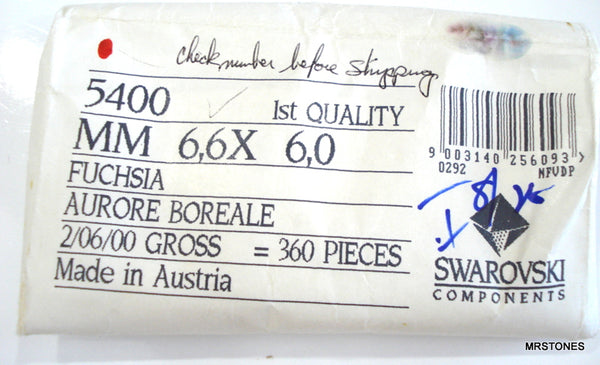 check number before shipping
5400 1st QUALITY
MM 6,6X 6,0
FUCHSIA
AURORE BOREALE
2/06/00 GROSS = 360 PIECES
Made in Austria
9 003140 256093 >
0292 NFVDP
SWAROVSKI
COMPONENTS
MRSTONES